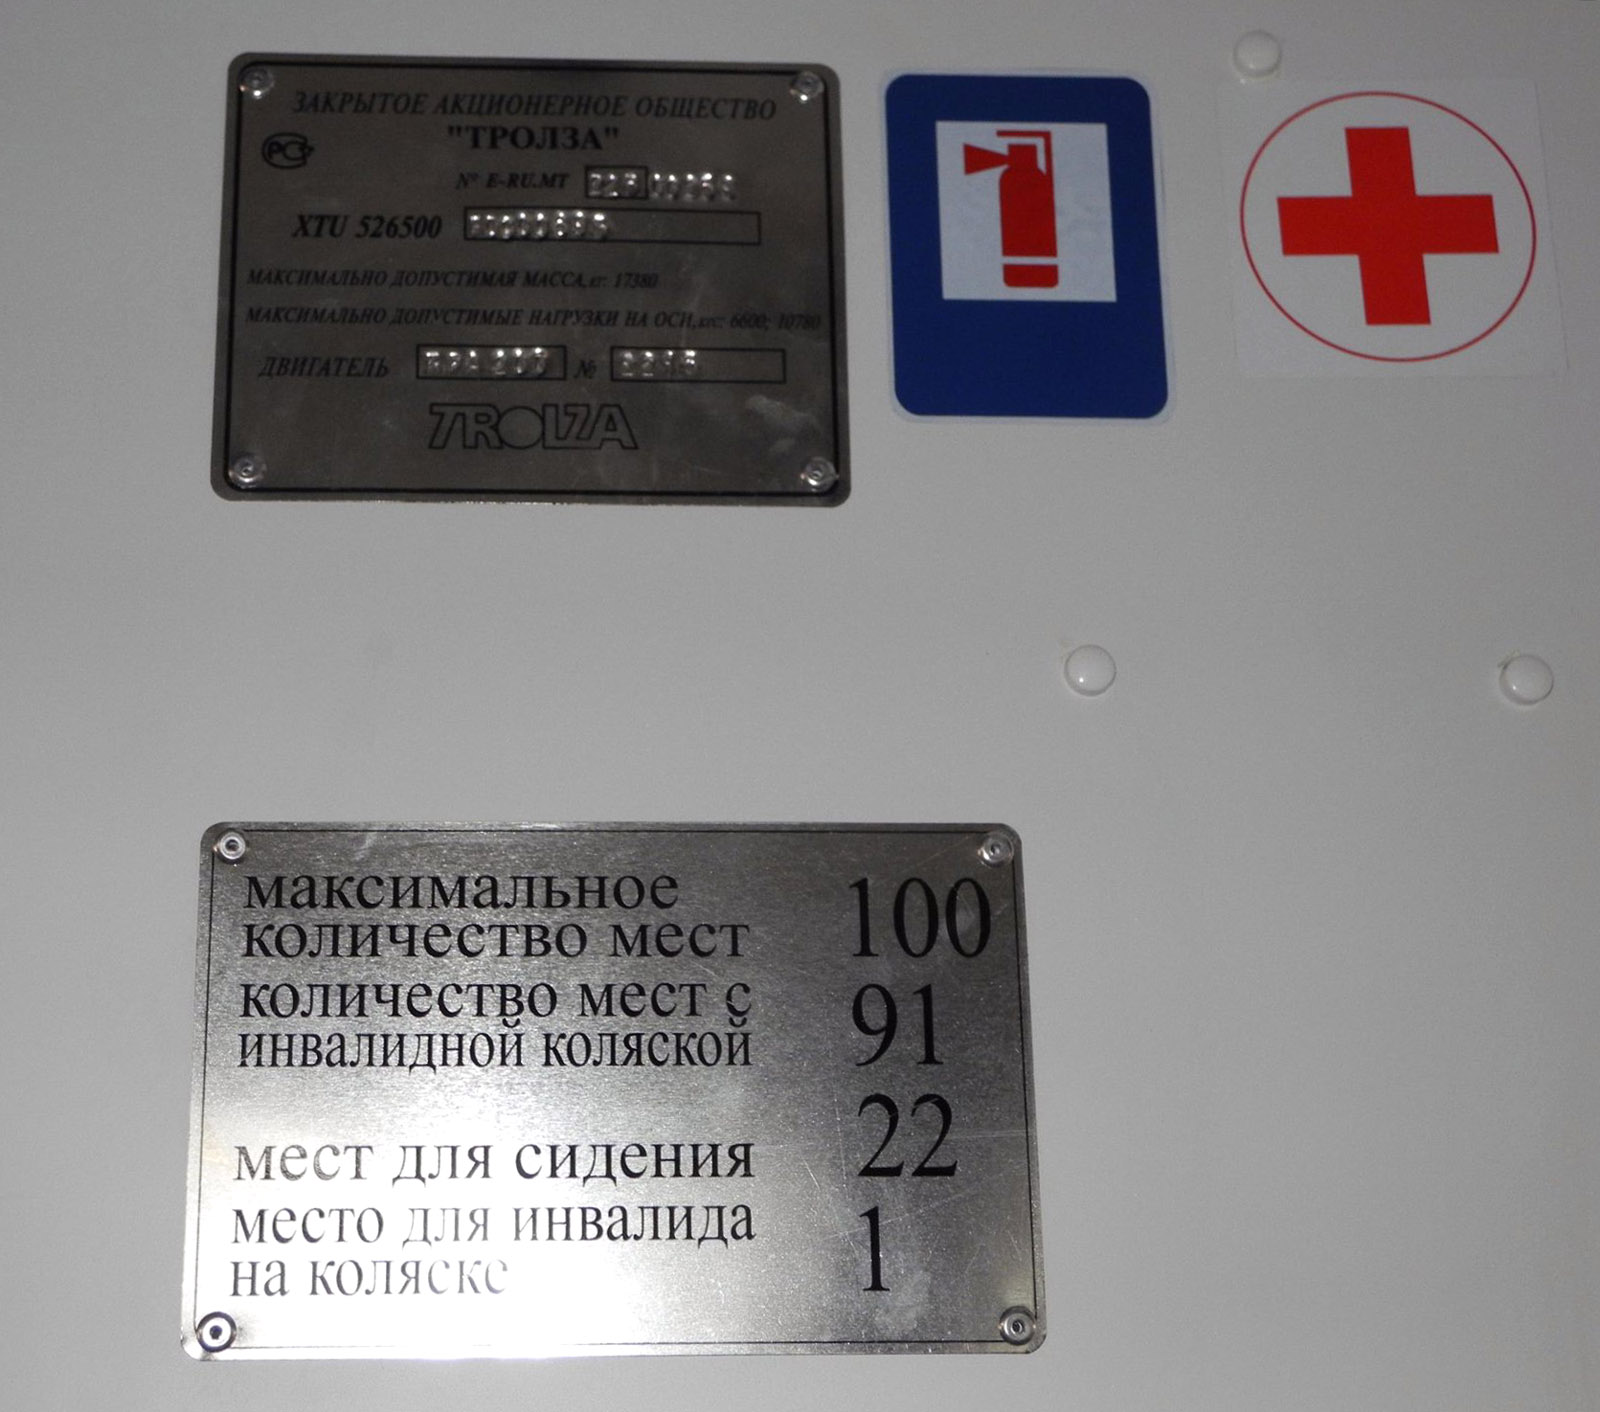 ЗАКРЫТОЕ АКЦИОНЕРНОЕ ОБЩЕСТВО
"ТРОЛЗА"
№ E-RU.MT
XTU 526500
МАКСИМАЛЬНО ДОПУСТИМАЯ МАССА, кг: 17380
МАКСИМАЛЬНО ДОПУСТИМЫЕ НАГРУЗКИ НА ОСИ, кгс: 6600; 10780
ДВИГАТЕЛЬ №
TROLZA
максимальное
количество мест 100
количество мест с
инвалидной коляской 91
мест для сидения 22
место для инвалида
на коляске 1